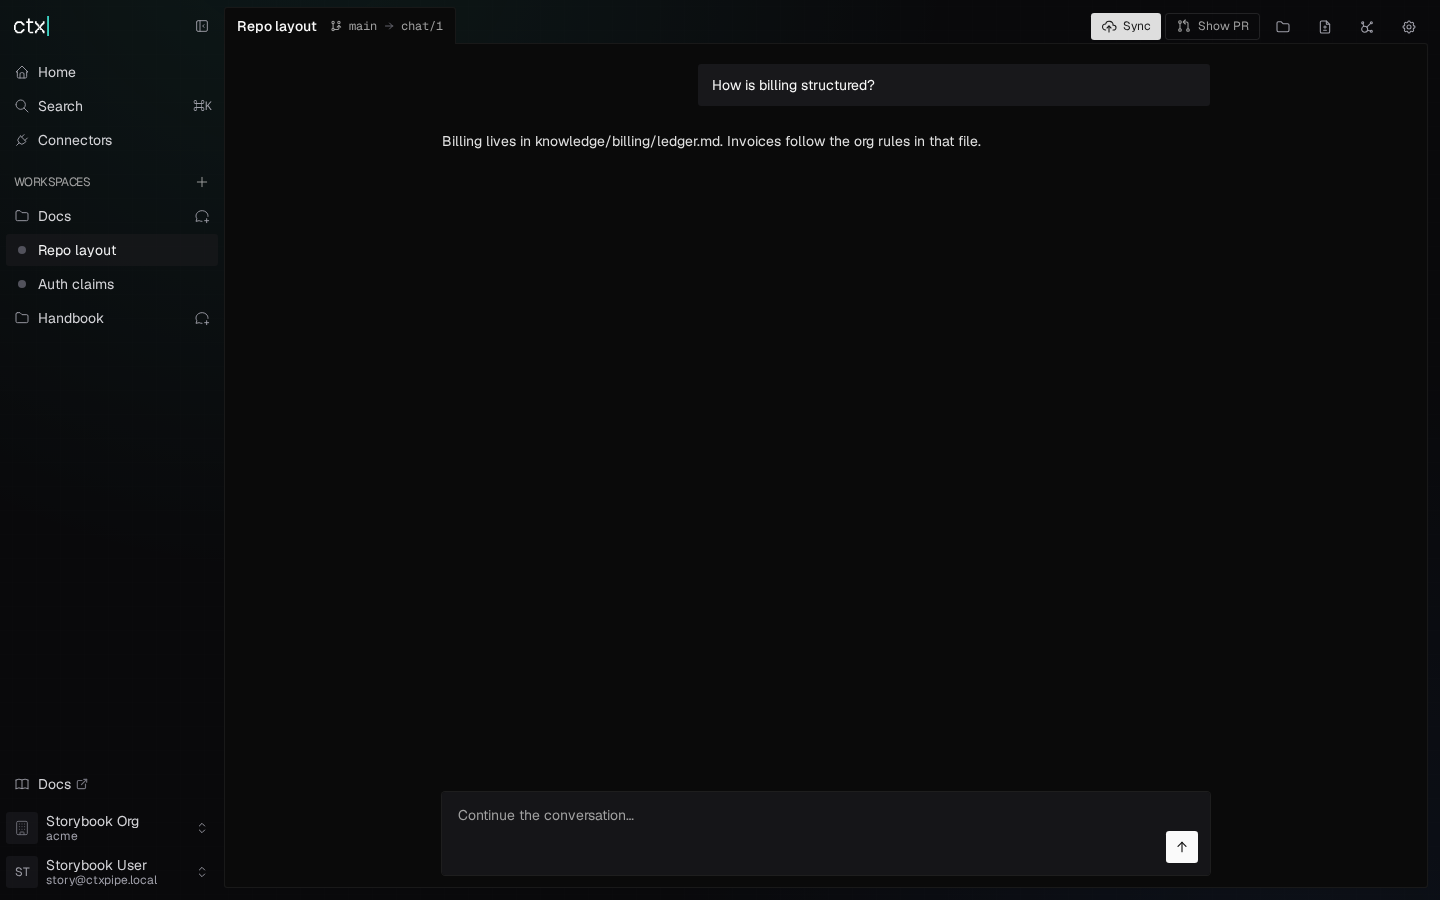 ctx
Home
Search ⌘K
Connectors
WORKSPACES
Docs
Repo layout
Auth claims
Handbook
Docs
Storybook Org
acme
ST
Storybook User
story@ctxpipe.local
Repo layout main → chat/1
Sync
Show PR
How is billing structured?
Billing lives in knowledge/billing/ledger.md. Invoices follow the org rules in that file.
Continue the conversation…